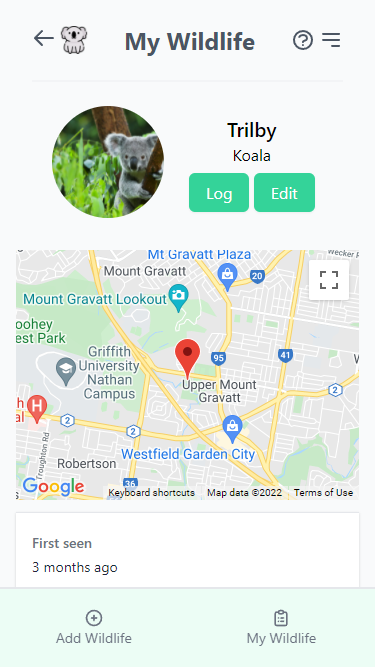 My Wildlife
Trilby
Koala
Log
Edit
Mt Gravatt Plaza
Wecker R
Mount Gravatt
20
Mount Gravatt Lookout
oohey
est Park
Griffith
University
Nathan
Campus
95
41
W
Upper Mount
Gravatt
2
h
H
2
2
Troughton Rd
Westfield Garden City
Robertson
36
Google
Keyboard shortcuts
Map data ©2022
Terms of Use
First seen
3 months ago
Add Wildlife
My Wildlife